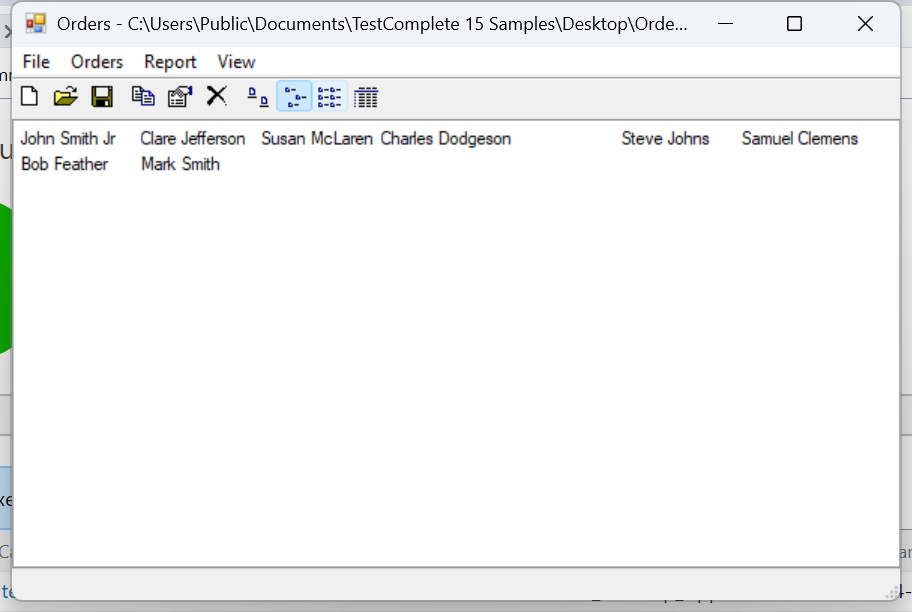 Orders - C:\Users\Public\Documents\TestComplete 15 Samples\Desktop\Orde...
File Orders Report View
John Smith Jr Clare Jefferson Susan McLaren Charles Dodgeson Steve Johns Samuel Clemens
Bob Feather Mark Smith